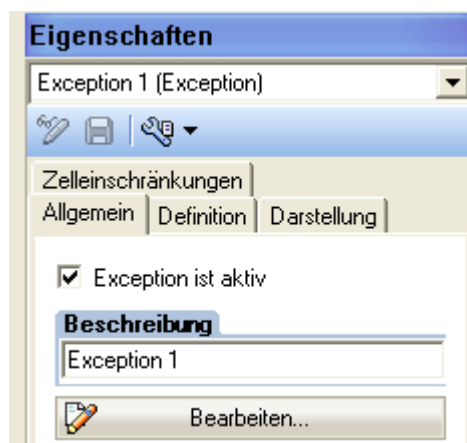 Eigenschaften
Exception 1 (Exception)
Zelleinschränkungen
Allgemein Definition Darstellung
Exception ist aktiv
Beschreibung
Exception 1
Bearbeiten...